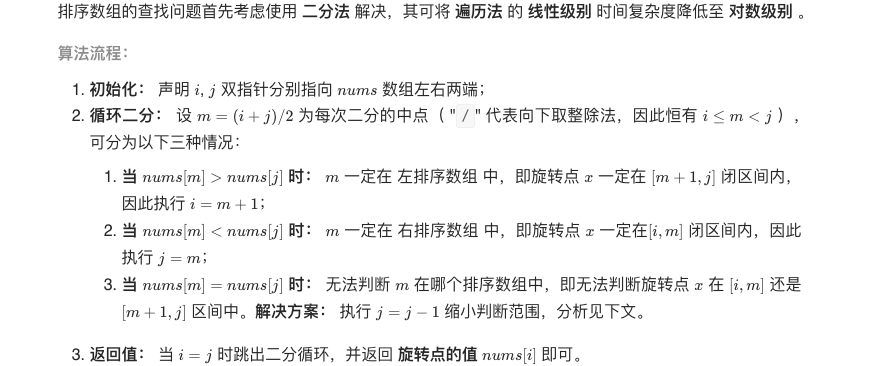 排序数组的查找问题首先考虑使用 二分法 解决，其可将 遍历法 的 线性级别 时间复杂度降低至 对数级别 。
算法流程：
1. 初始化： 声明 i, j 双指针分别指向 nums 数组左右两端；
2. 循环二分： 设 m = (i + j)/2 为每次二分的中点（ "/" 代表向下取整除法，因此恒有 i ≤ m < j ），
可分为以下三种情况：
1. 当 nums[m] > nums[j] 时： m 一定在 左排序数组 中，即旋转点 x 一定在 [m + 1, j] 闭区间内，
因此执行 i = m + 1；
2. 当 nums[m] < nums[j] 时： m 一定在 右排序数组 中，即旋转点 x 一定在[i, m] 闭区间内，因此
执行 j = m；
3. 当 nums[m] = nums[j] 时： 无法判断 m 在哪个排序数组中，即无法判断旋转点 x 在 [i, m] 还是
[m + 1, j] 区间中。解决方案： 执行 j = j − 1 缩小判断范围，分析见下文。
3. 返回值： 当 i = j 时跳出二分循环，并返回 旋转点的值 nums[i] 即可。